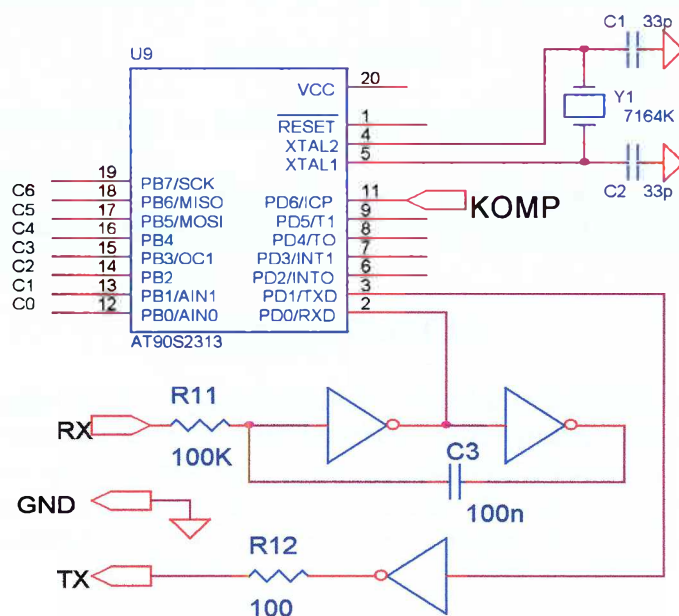 C1 33p
U9
VCC 20
RESET 1
XTAL2 4
XTAL1 5
Y1
7164K
C2 33p
19 PB7/SCK
C6 18 PB6/MISO
C5 17 PB5/MOSI
C4 16 PB4
C3 15 PB3/OC1
C2 14 PB2
C1 13 PB1/AIN1
C0 12 PB0/AIN0
PD6/ICP 11
KOMP
PD5/T1 9
PD4/TO 8
PD3/INT1 7
PD2/INTO 6
PD1/TXD 3
PD0/RXD 2
AT90S2313
R11
RX
100K
C3
100n
GND
R12
TX
100